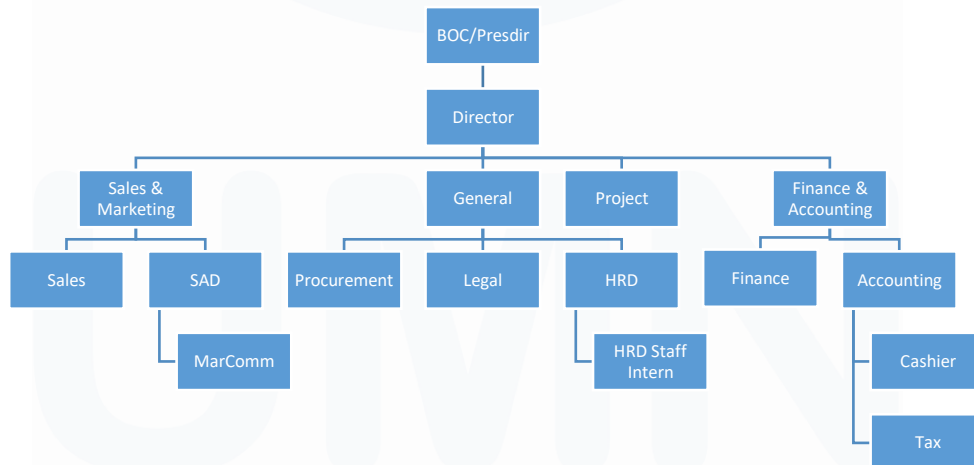 BOC/Presdir
Director
Sales &
Marketing
General
Project
Finance &
Accounting
Sales
SAD
Procurement
Legal
HRD
Finance
Accounting
MarComm
HRD Staff
Intern
Cashier
Tax
UMN